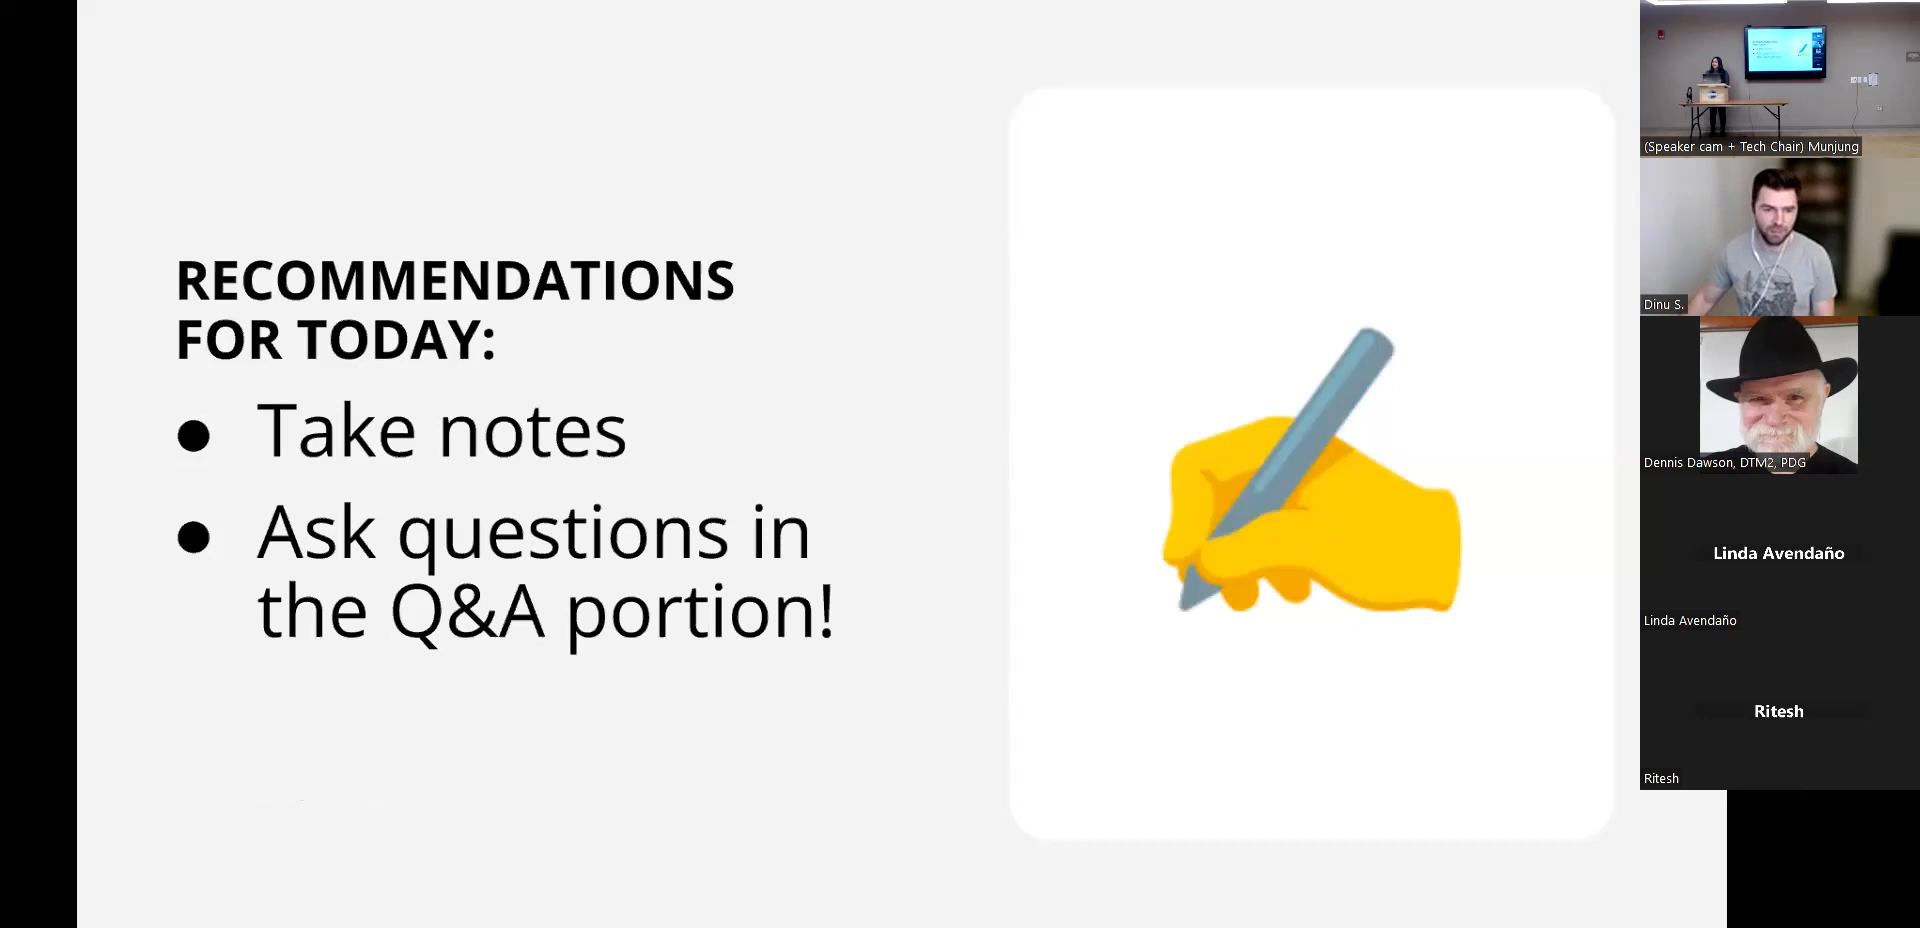 RECOMMENDATIONS
FOR TODAY:
● Take notes
● Ask questions in
the Q&A portion!
(Speaker cam + Tech Chair) Munjung
Dinu S.
Dennis Dawson, DTM2, PDG
Linda Avendaño
Linda Avendaño
Ritesh
Ritesh